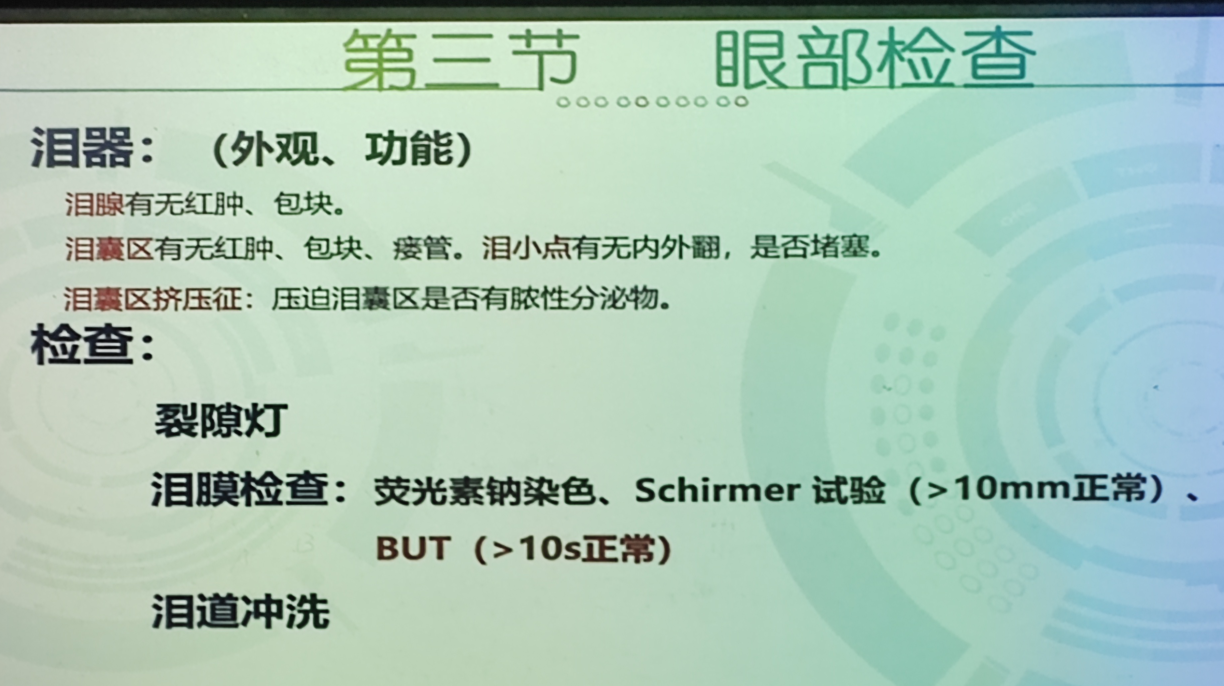 第三节 眼部检查
泪器：（外观、功能）
泪腺有无红肿、包块。
泪囊区有无红肿、包块、瘘管。泪小点有无内外翻，是否堵塞。
泪囊区挤压征：压迫泪囊区是否有脓性分泌物。
检查：
裂隙灯
泪膜检查：荧光素钠染色、Schirmer 试验（>10mm正常）、
BUT（>10s正常）
泪道冲洗